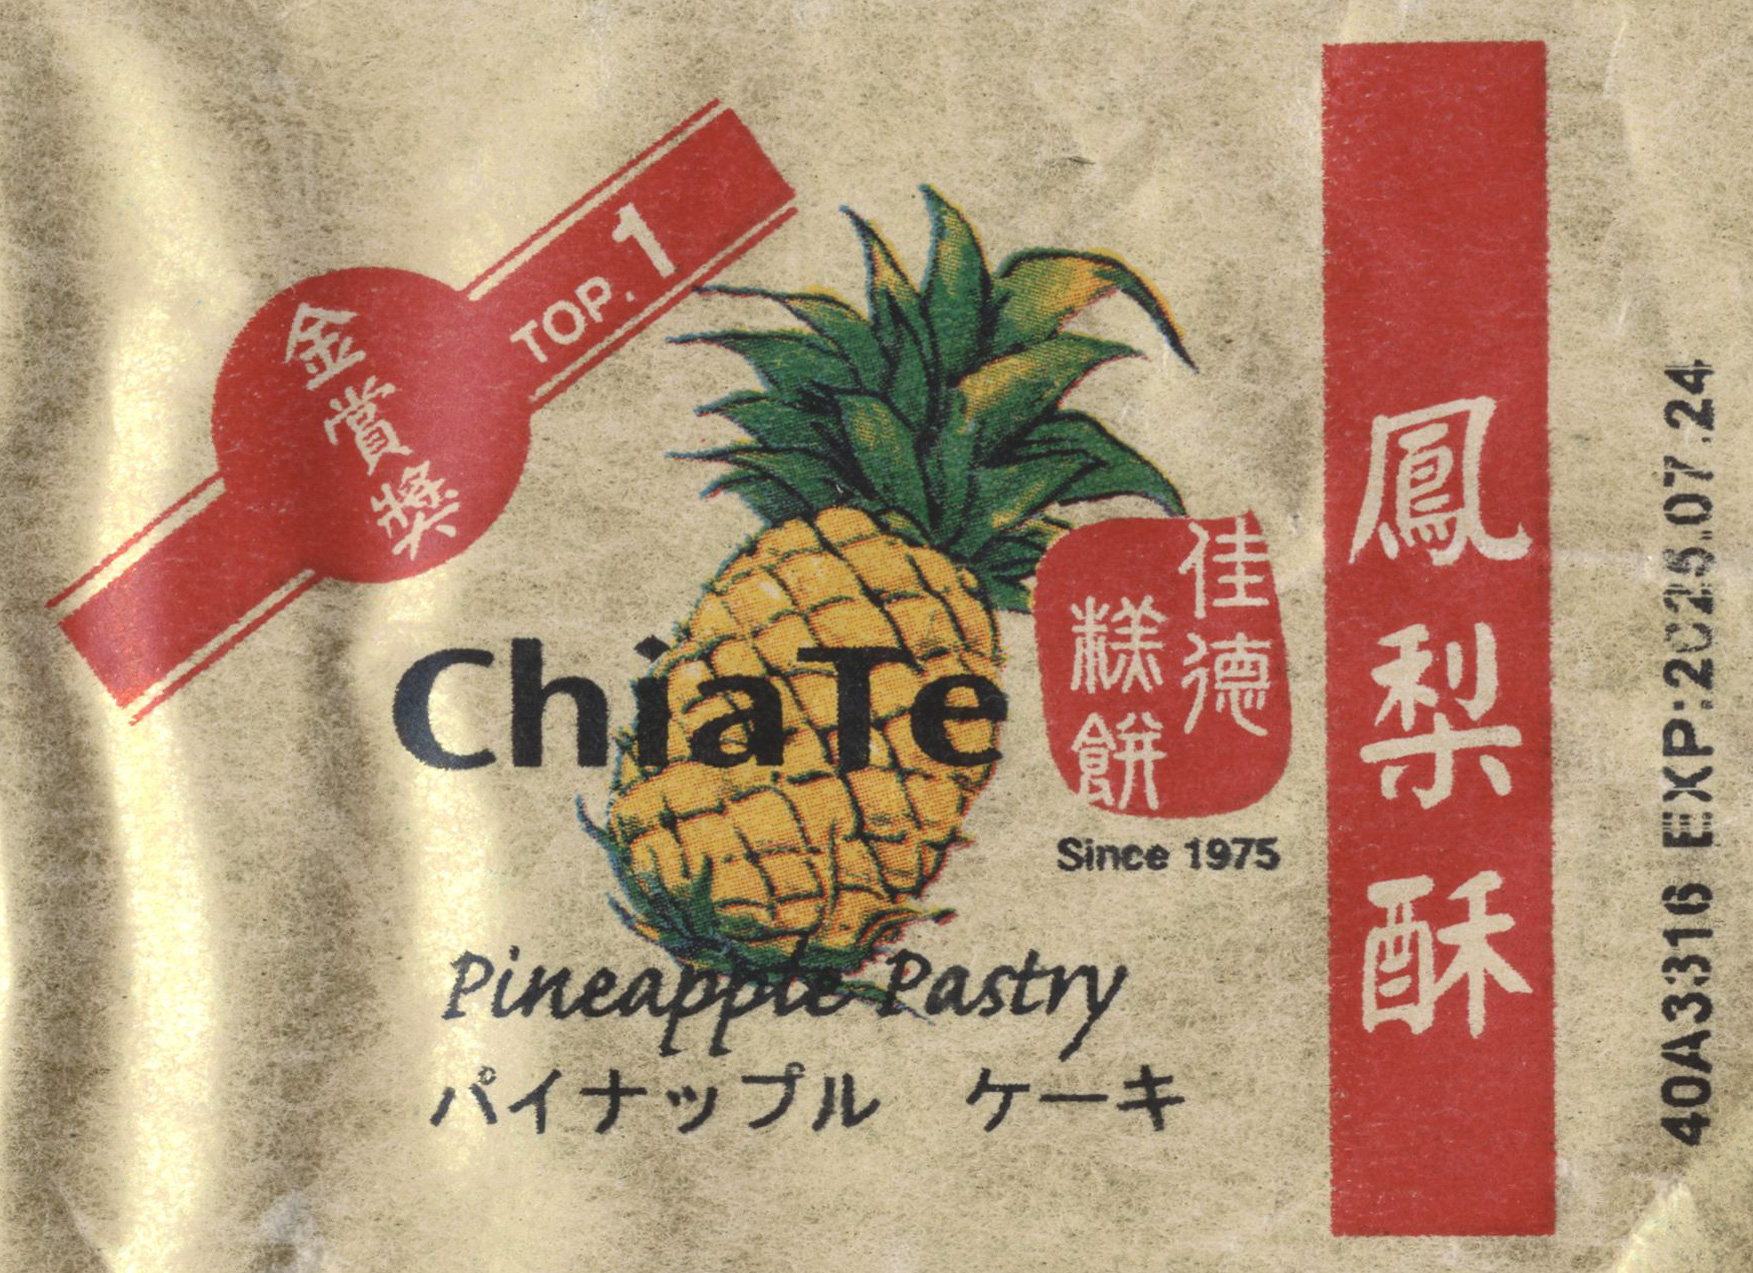 金賞獎
TOP. 1
ChiaTe
佳德
糕餅
Since 1975
Pineapple Pastry
パイナップル ケーキ
鳳梨酥
40A3316 EXP:2025.07.24